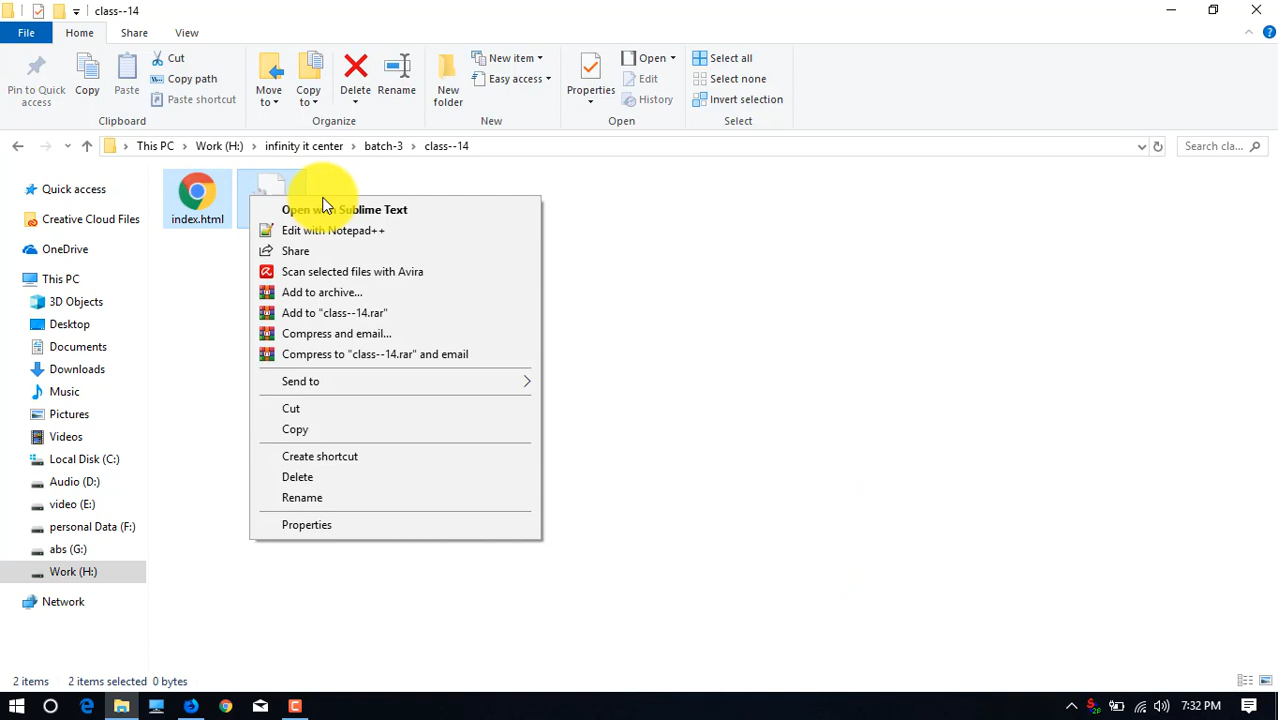 class--14
File
Home
Share
View
Pin to Quick access
Copy
Paste
Cut
Copy path
Paste shortcut
Clipboard
Move to
Copy to
Delete
Rename
Organize
New folder
New item
Easy access
New
Properties
Open
Edit
History
Open
Select all
Select none
Invert selection
Select
This PC
Work (H:)
infinity it center
batch-3
class--14
Search cla...
Quick access
Creative Cloud Files
OneDrive
This PC
3D Objects
Desktop
Documents
Downloads
Music
Pictures
Videos
Local Disk (C:)
Audio (D:)
video (E:)
personal Data (F:)
abs (G:)
Work (H:)
Network
index.html
Open with Sublime Text
Edit with Notepad++
Share
Scan selected files with Avira
Add to archive...
Add to "class--14.rar"
Compress and email...
Compress to "class--14.rar" and email
Send to
Cut
Copy
Create shortcut
Delete
Rename
Properties
2 items
2 items selected 0 bytes
7:32 PM